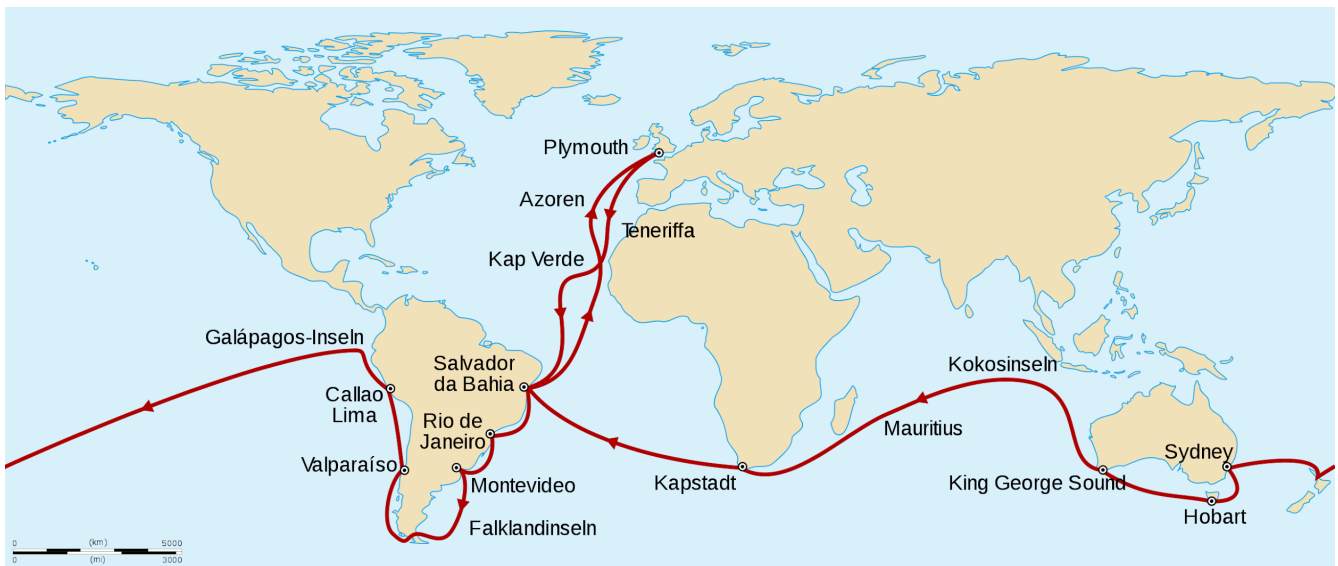 Plymouth
Azoren
Teneriffa
Kap Verde
Galápagos-Inseln
Salvador
da Bahia
Kokosinseln
Callao
Lima
Rio de
Janeiro
Mauritius
Valparaíso
Montevideo
Kapstadt
King George Sound
Sydney
Hobart
Falklandinseln
0 (km) 5000
0 (mi) 3000